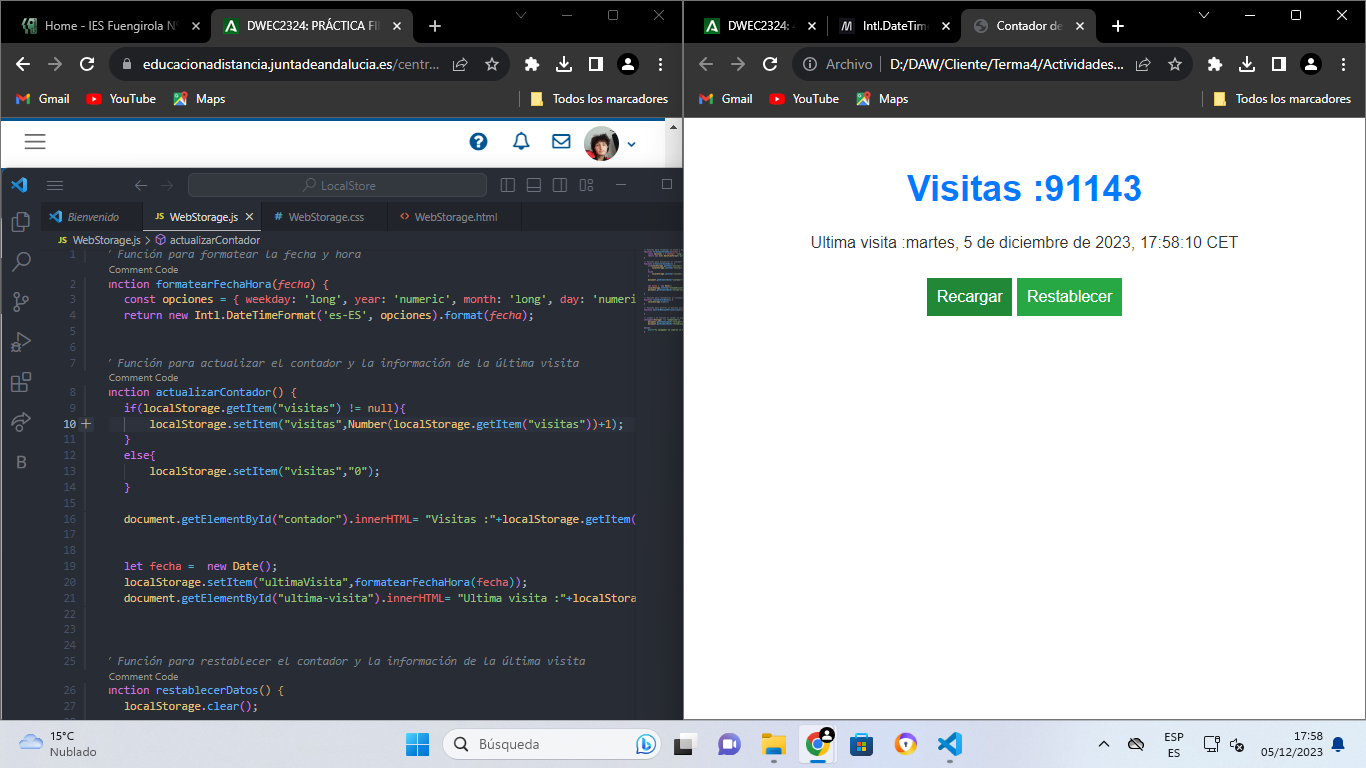 Home - IES Fuengirola Nº
DWEC2324: PRÁCTICA FI
educacionadistancia.juntadeandalucia.es/centr...
Gmail
YouTube
Maps
Todos los marcadores
LocalStore
Bienvenido
JS WebStorage.js
# WebStorage.css
<> WebStorage.html
JS WebStorage.js > actualizarContador
1 ' Función para formatear la fecha y hora
Comment Code
2 unction formatearFechaHora(fecha) {
3 const opciones = { weekday: 'long', year: 'numeric', month: 'long', day: 'numeri
4 return new Intl.DateTimeFormat('es-ES', opciones).format(fecha);
5
6
7 ' Función para actualizar el contador y la información de la última visita
Comment Code
8 unction actualizarContador() {
9 if(localStorage.getItem("visitas") != null){
10 localStorage.setItem("visitas",Number(localStorage.getItem("visitas"))+1);
11 }
12 else{
13 localStorage.setItem("visitas","0");
14 }
15
16 document.getElementById("contador").innerHTML= "Visitas :"+localStorage.getItem(
17
18
19 let fecha =  new Date();
20 localStorage.setItem("ultimaVisita",formatearFechaHora(fecha));
21 document.getElementById("ultima-visita").innerHTML= "Ultima visita :"+localStora
22
23
24
25 ' Función para restablecer el contador y la información de la última visita
Comment Code
26 unction restablecerDatos() {
27 localStorage.clear();
B
DWEC2324:
Intl.DateTime
Contador de
Archivo | D:/DAW/Cliente/Terma4/Actividades...
Gmail
YouTube
Maps
Todos los marcadores
Visitas :91143
Ultima visita :martes, 5 de diciembre de 2023, 17:58:10 CET
Recargar
Restablecer
15°C
Nublado
Búsqueda
ESP
ES
17:58
05/12/2023